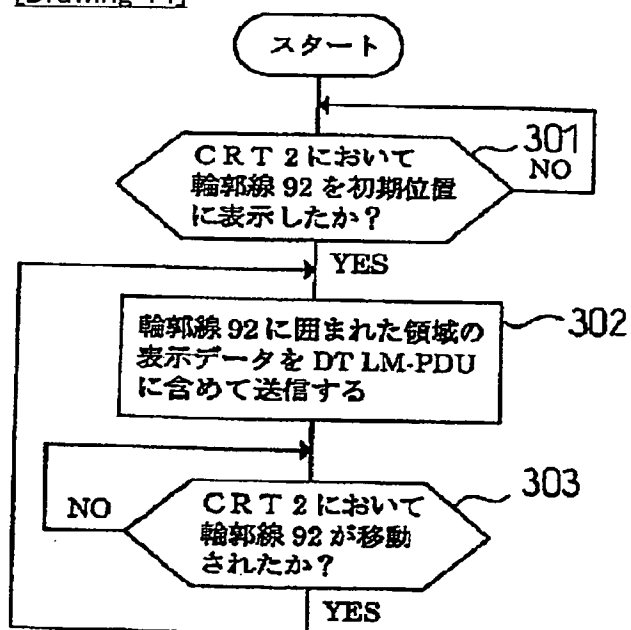 スタート
301
CRT 2において
輪郭線 92 を初期位置
に表示したか？
NO
YES
輪郭線 92 に囲まれた領域の
表示データを DT LM-PDU
に含めて送信する
302
CRT 2において
輪郭線 92 が移動
されたか？
303
NO
YES